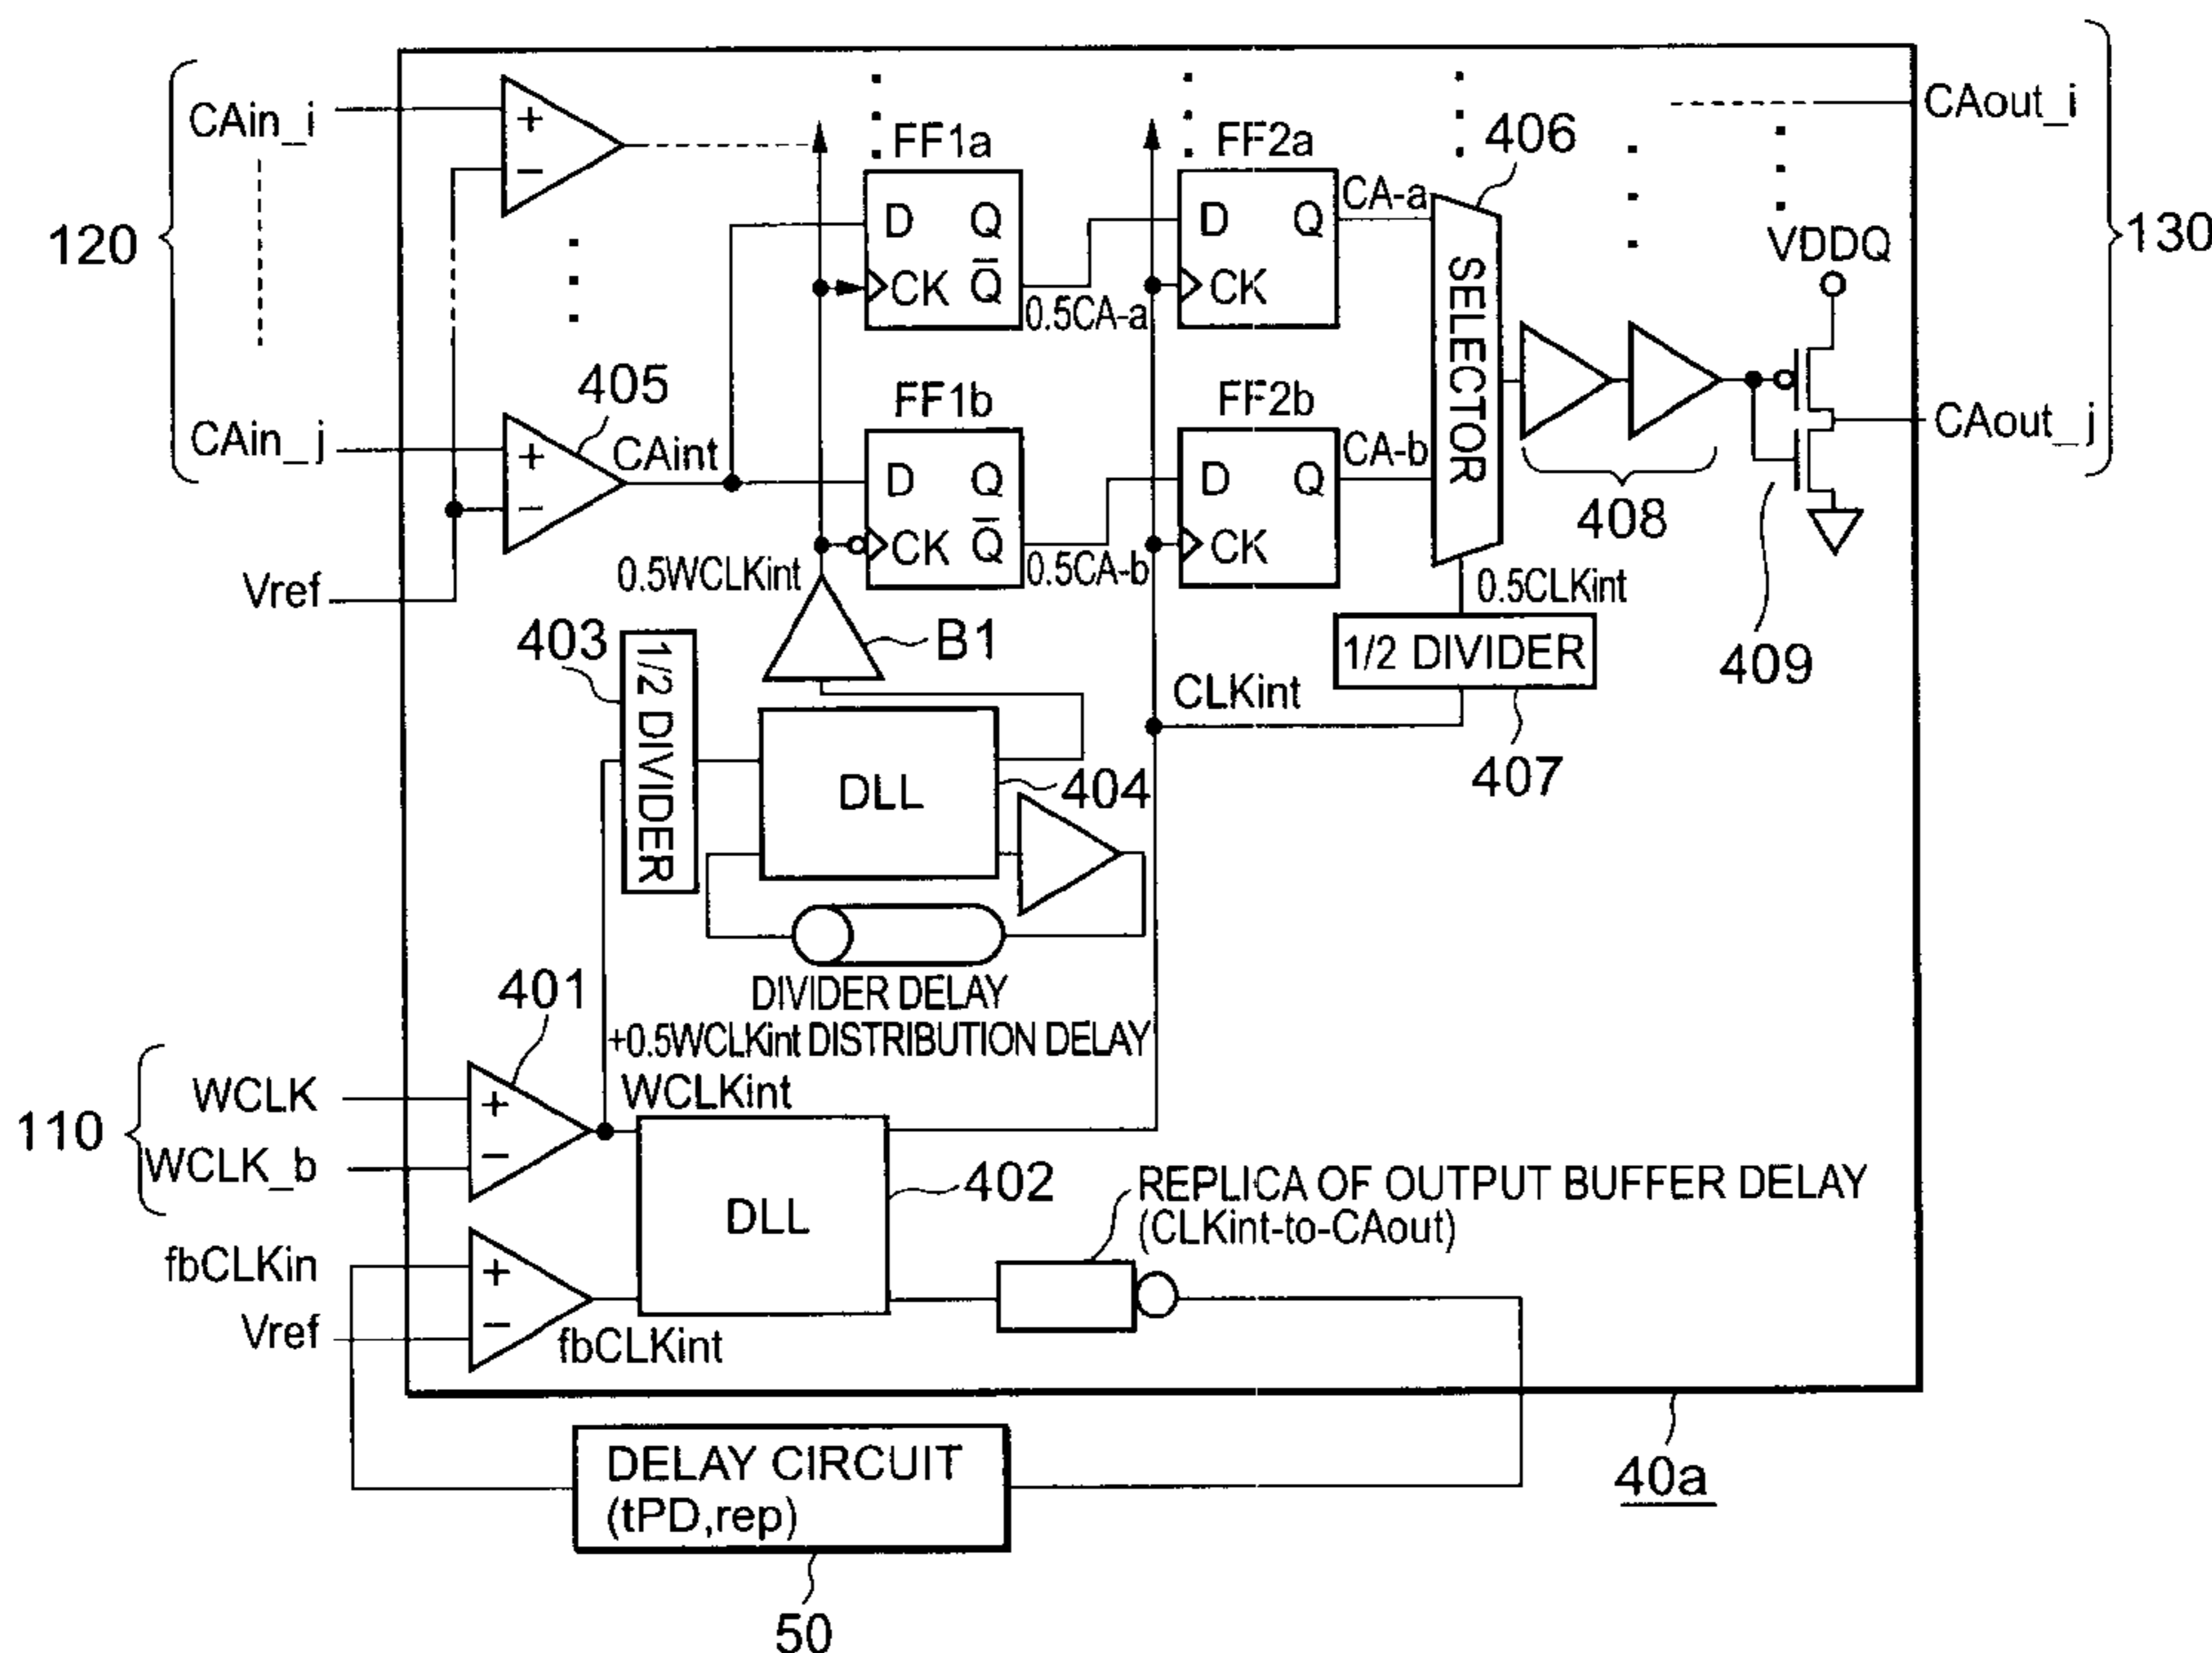 CAin_i
CAin_j
120
Vref
+
−
405
+
−
CAint
FF1a
D Q
CK Q̅
0.5CA-a
FF2a
D Q
CK
CA-a
406
SELECTOR
FF1b
D Q
CK Q̅
0.5CA-b
FF2b
D Q
CK
CA-b
408
VDDQ
409
CAout_i
CAout_j
130
0.5WCLKint
B1
0.5CLKint
1/2 DIVIDER
407
CLKint
403
1/2 DIVIDER
DLL
404
DIVIDER DELAY
+0.5WCLKint DISTRIBUTION DELAY
401
110
WCLK
WCLK_b
+
−
WCLKint
DLL
402
fbCLKin
Vref
+
−
fbCLKint
REPLICA OF OUTPUT BUFFER DELAY
(CLKint-to-CAout)
40a
DELAY CIRCUIT
(tPD,rep)
50